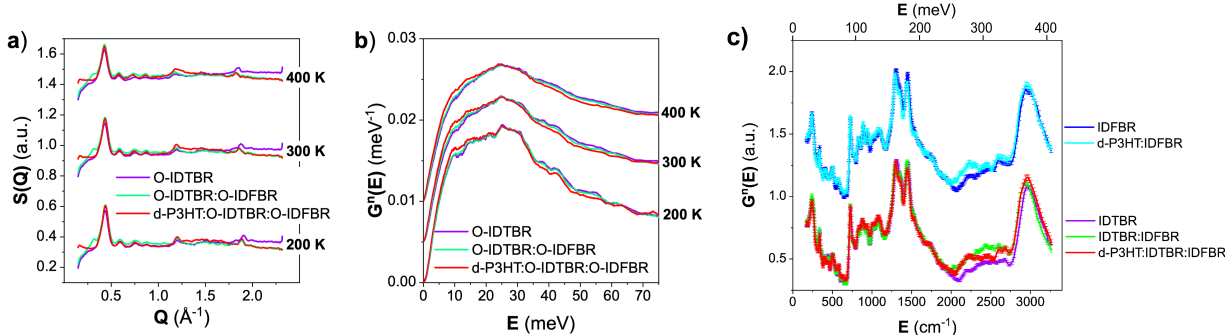 a)
S(Q) (a.u.)
1.6
1.4
1.2
1.0
0.8
0.6
0.4
0.2
400 K
300 K
O-IDTBR
O-IDTBR:O-IDFBR
d-P3HT:O-IDTBR:O-IDFBR
200 K
0.5 1.0 1.5 2.0
Q (Å⁻¹)
b)
Gⁿ(E) (meV⁻¹)
0.03
0.02
0.01
0.00
400 K
300 K
200 K
O-IDTBR
O-IDTBR:O-IDFBR
d-P3HT:O-IDTBR:O-IDFBR
0 10 20 30 40 50 60 70
E (meV)
c)
E (meV)
0 100 200 300 400
Gⁿ(E) (a.u.)
2.0
1.5
1.0
0.5
IDFBR
d-P3HT:IDFBR
IDTBR
IDTBR:IDFBR
d-P3HT:IDTBR:IDFBR
0 500 1000 1500 2000 2500 3000
E (cm⁻¹)